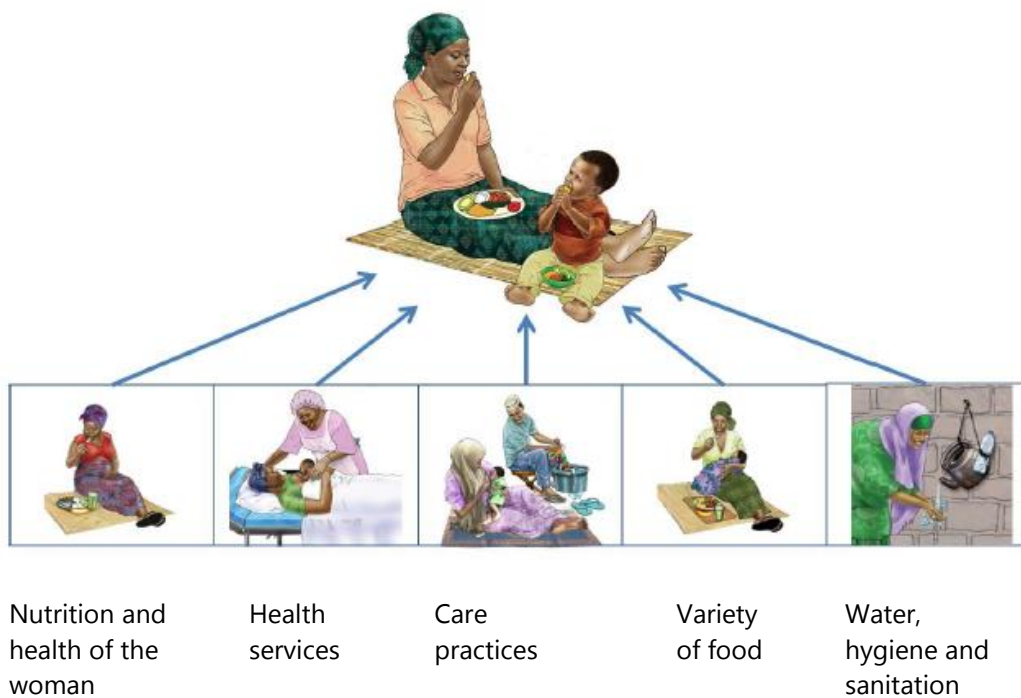 Nutrition and
health of the
woman
Health
services
Care
practices
Variety
of food
Water,
hygiene and
sanitation